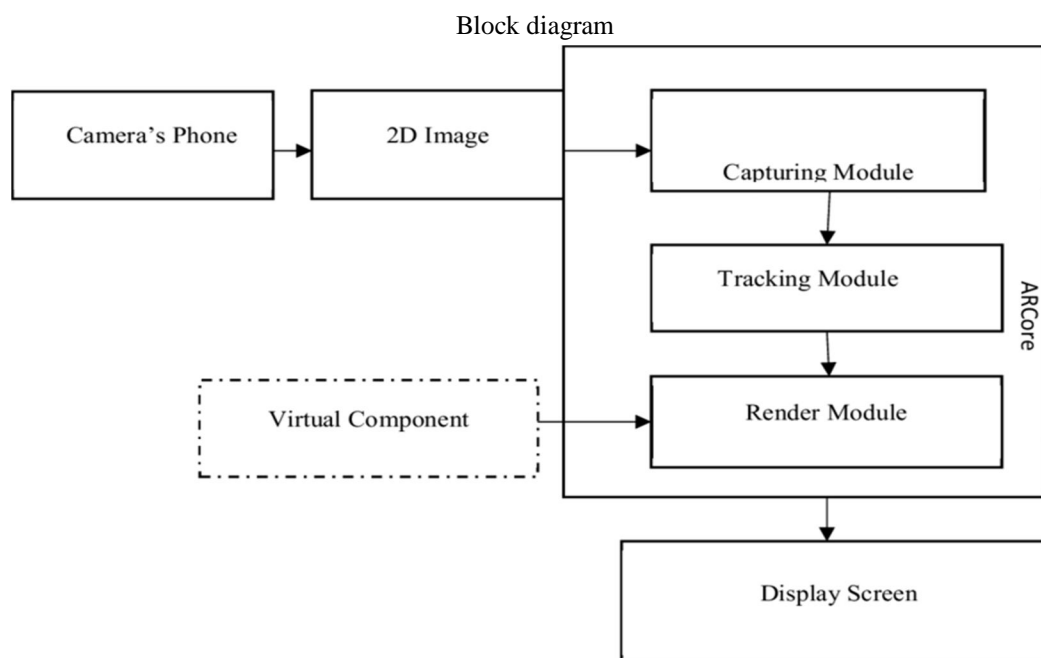 Block diagram
Camera's Phone
2D Image
Capturing Module
Tracking Module
ARCore
Virtual Component
Render Module
Display Screen